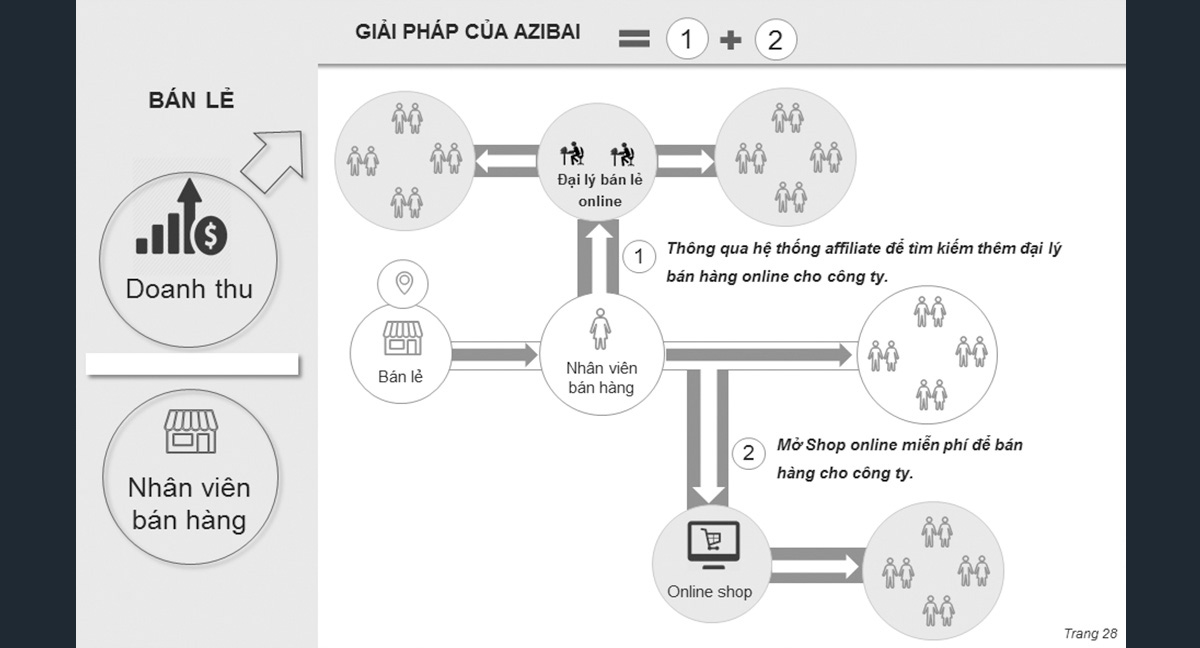 GIẢI PHÁP CỦA AZIBAI = 1 + 2
BÁN LẺ
Doanh thu
Nhân viên
bán hàng
Đại lý bán lẻ
online
1
Thông qua hệ thống affiliate để tìm kiếm thêm đại lý
bán hàng online cho công ty.
Bán lẻ
Nhân viên
bán hàng
2
Mở Shop online miễn phí để bán
hàng cho công ty.
Online shop
Trang 28